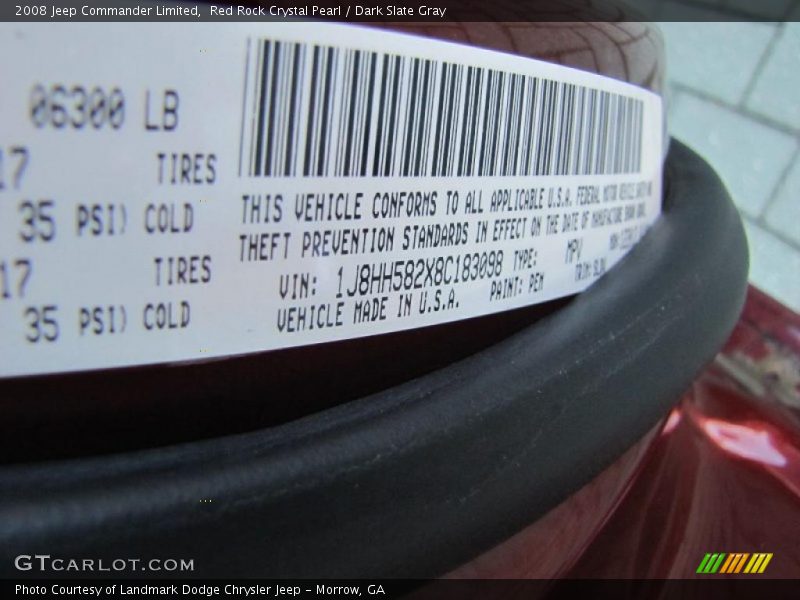 2008 Jeep Commander Limited,  Red Rock Crystal Pearl / Dark Slate Gray
06300 LB
17 TIRES
35 PSI) COLD
17 TIRES
35 PSI) COLD
THIS VEHICLE CONFORMS TO ALL APPLICABLE U.S.A. FEDERAL MOTOR VEHICLE
THEFT PREVENTION STANDARDS IN EFFECT ON THE DATE OF MANUFACTURE
VIN: 1J8HH582X8C183098 TYPE: MPV
VEHICLE MADE IN U.S.A. PAINT: PEM TRIM:
GTCARLOT.COM
Photo Courtesy of Landmark Dodge Chrysler Jeep - Morrow, GA